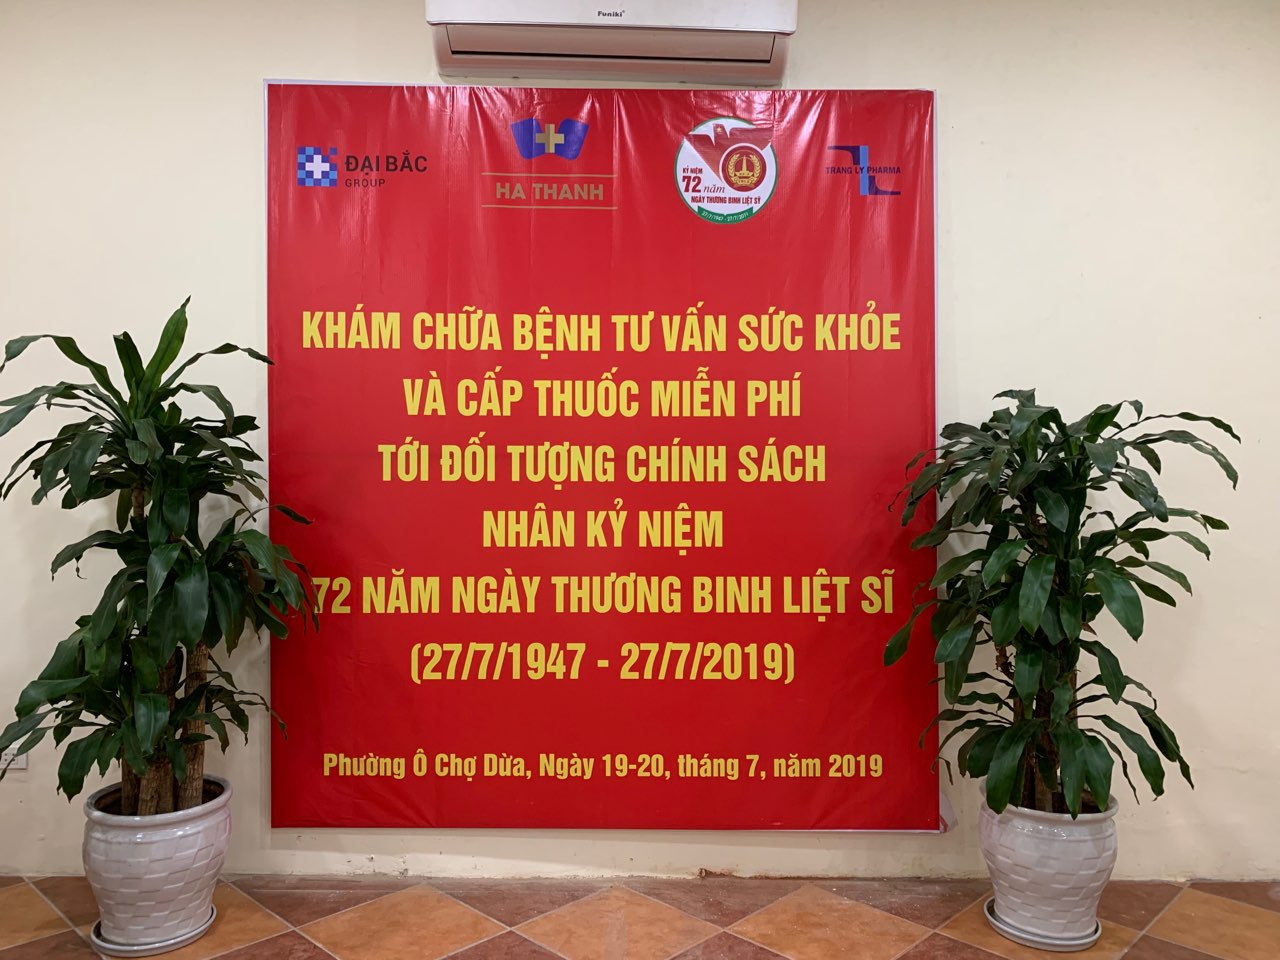 Funiki
ĐẠI BẮC
GROUP
HA THANH
KỶ NIỆM
72 năm
NGÀY THƯƠNG BINH LIỆT SỸ
TRANG LY PHARMA
KHÁM CHỮA BỆNH TƯ VẤN SỨC KHỎE
VÀ CẤP THUỐC MIỄN PHÍ
TỚI ĐỐI TƯỢNG CHÍNH SÁCH
NHÂN KỶ NIỆM
72 NĂM NGÀY THƯƠNG BINH LIỆT SĨ
(27/7/1947 - 27/7/2019)
Phường Ô Chợ Dừa, Ngày 19-20, tháng 7, năm 2019